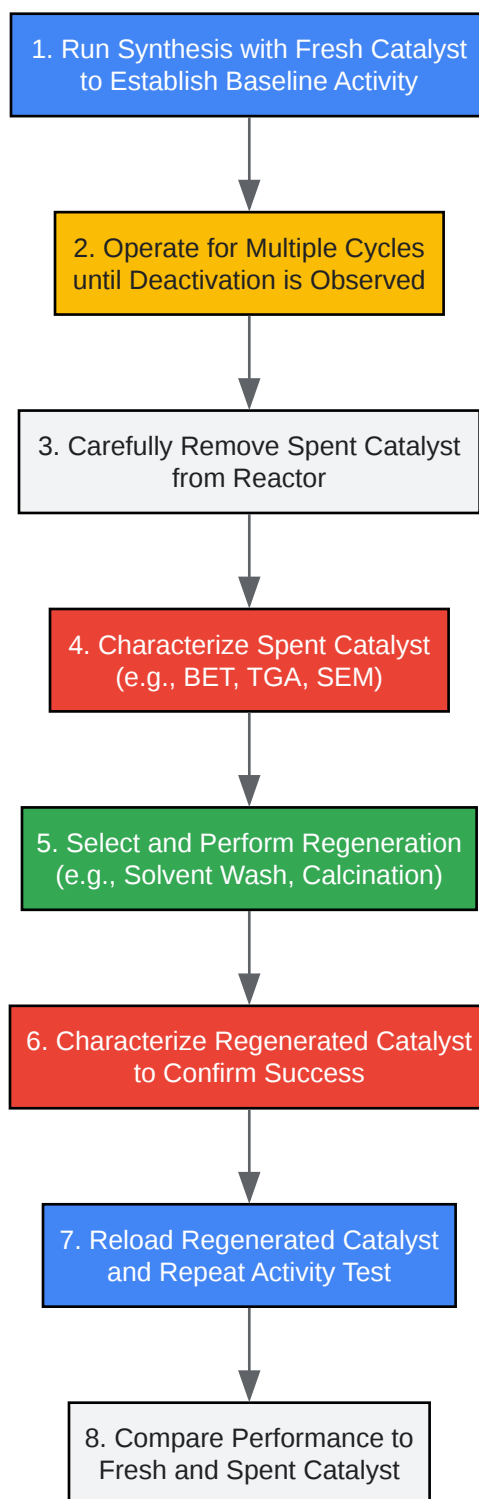 1. Run Synthesis with Fresh Catalyst
to Establish Baseline Activity
2. Operate for Multiple Cycles
until Deactivation is Observed
3. Carefully Remove Spent Catalyst
from Reactor
4. Characterize Spent Catalyst
(e.g., BET, TGA, SEM)
5. Select and Perform Regeneration
(e.g., Solvent Wash, Calcination)
6. Characterize Regenerated Catalyst
to Confirm Success
7. Reload Regenerated Catalyst
and Repeat Activity Test
8. Compare Performance to
Fresh and Spent Catalyst